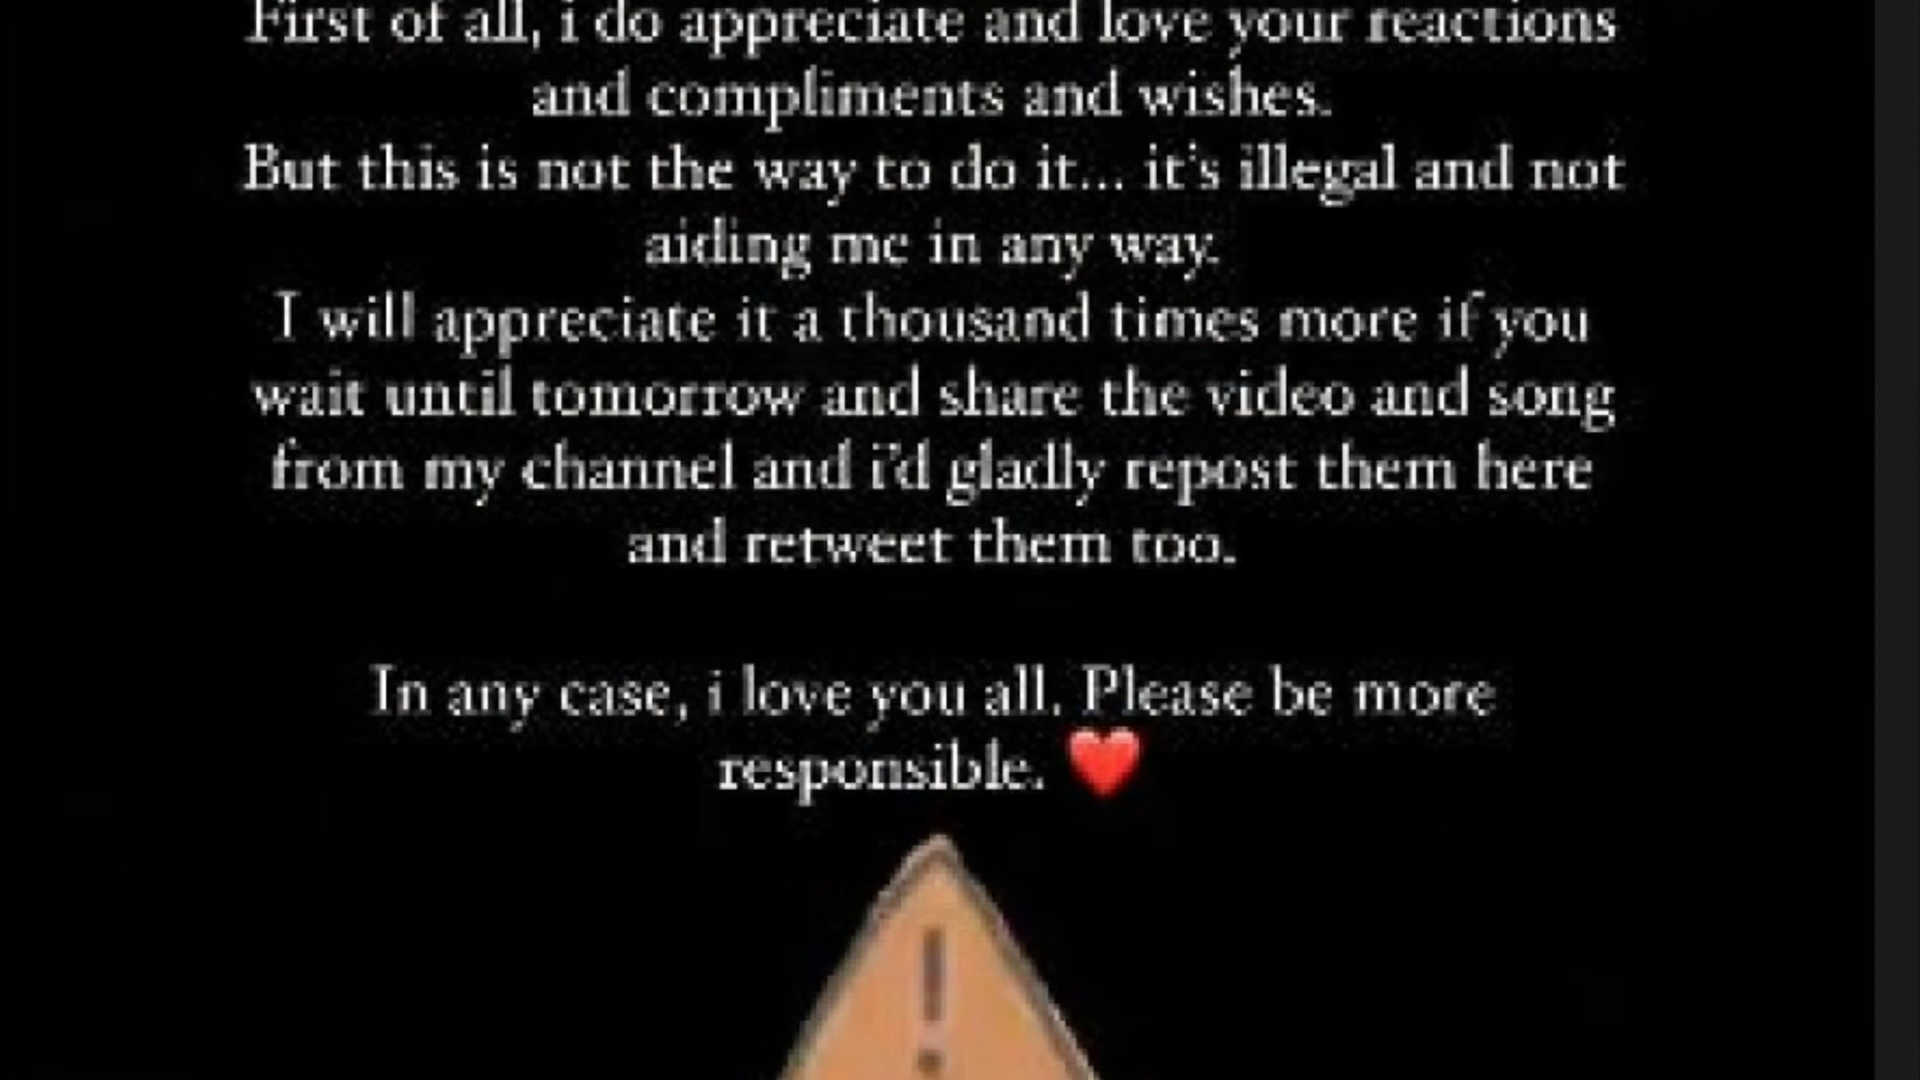 First of all, i do appreciate and love your reactions
and compliments and wishes.
But this is not the way to do it... it's illegal and not
aiding me in any way.
I will appreciate it a thousand times more if you
wait until tomorrow and share the video and song
from my channel and i'd gladly repost them here
and retweet them too.
In any case, i love you all. Please be more
responsible. ❤️